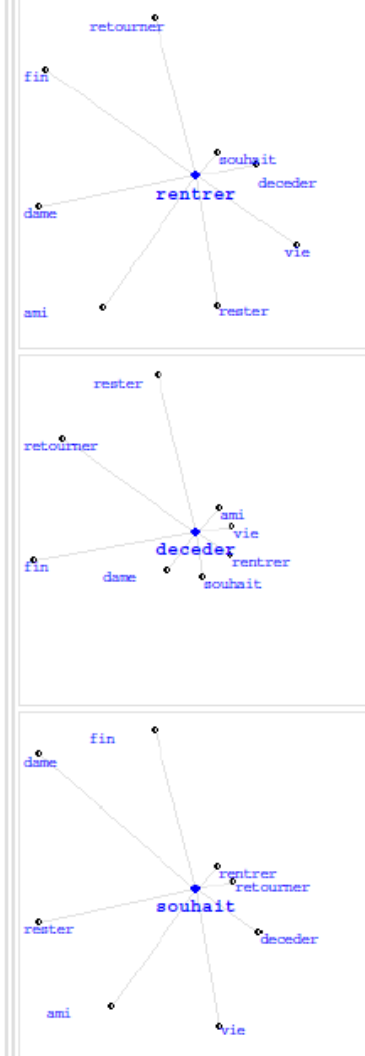 retourner
fin
souhait
deceder
rentrer
dame
vie
ami
rester
rester
retourner
ami
vie
deceder
rentrer
fin
dame
souhait
fin
dame
rentrer
retourner
souhait
rester
deceder
ami
vie